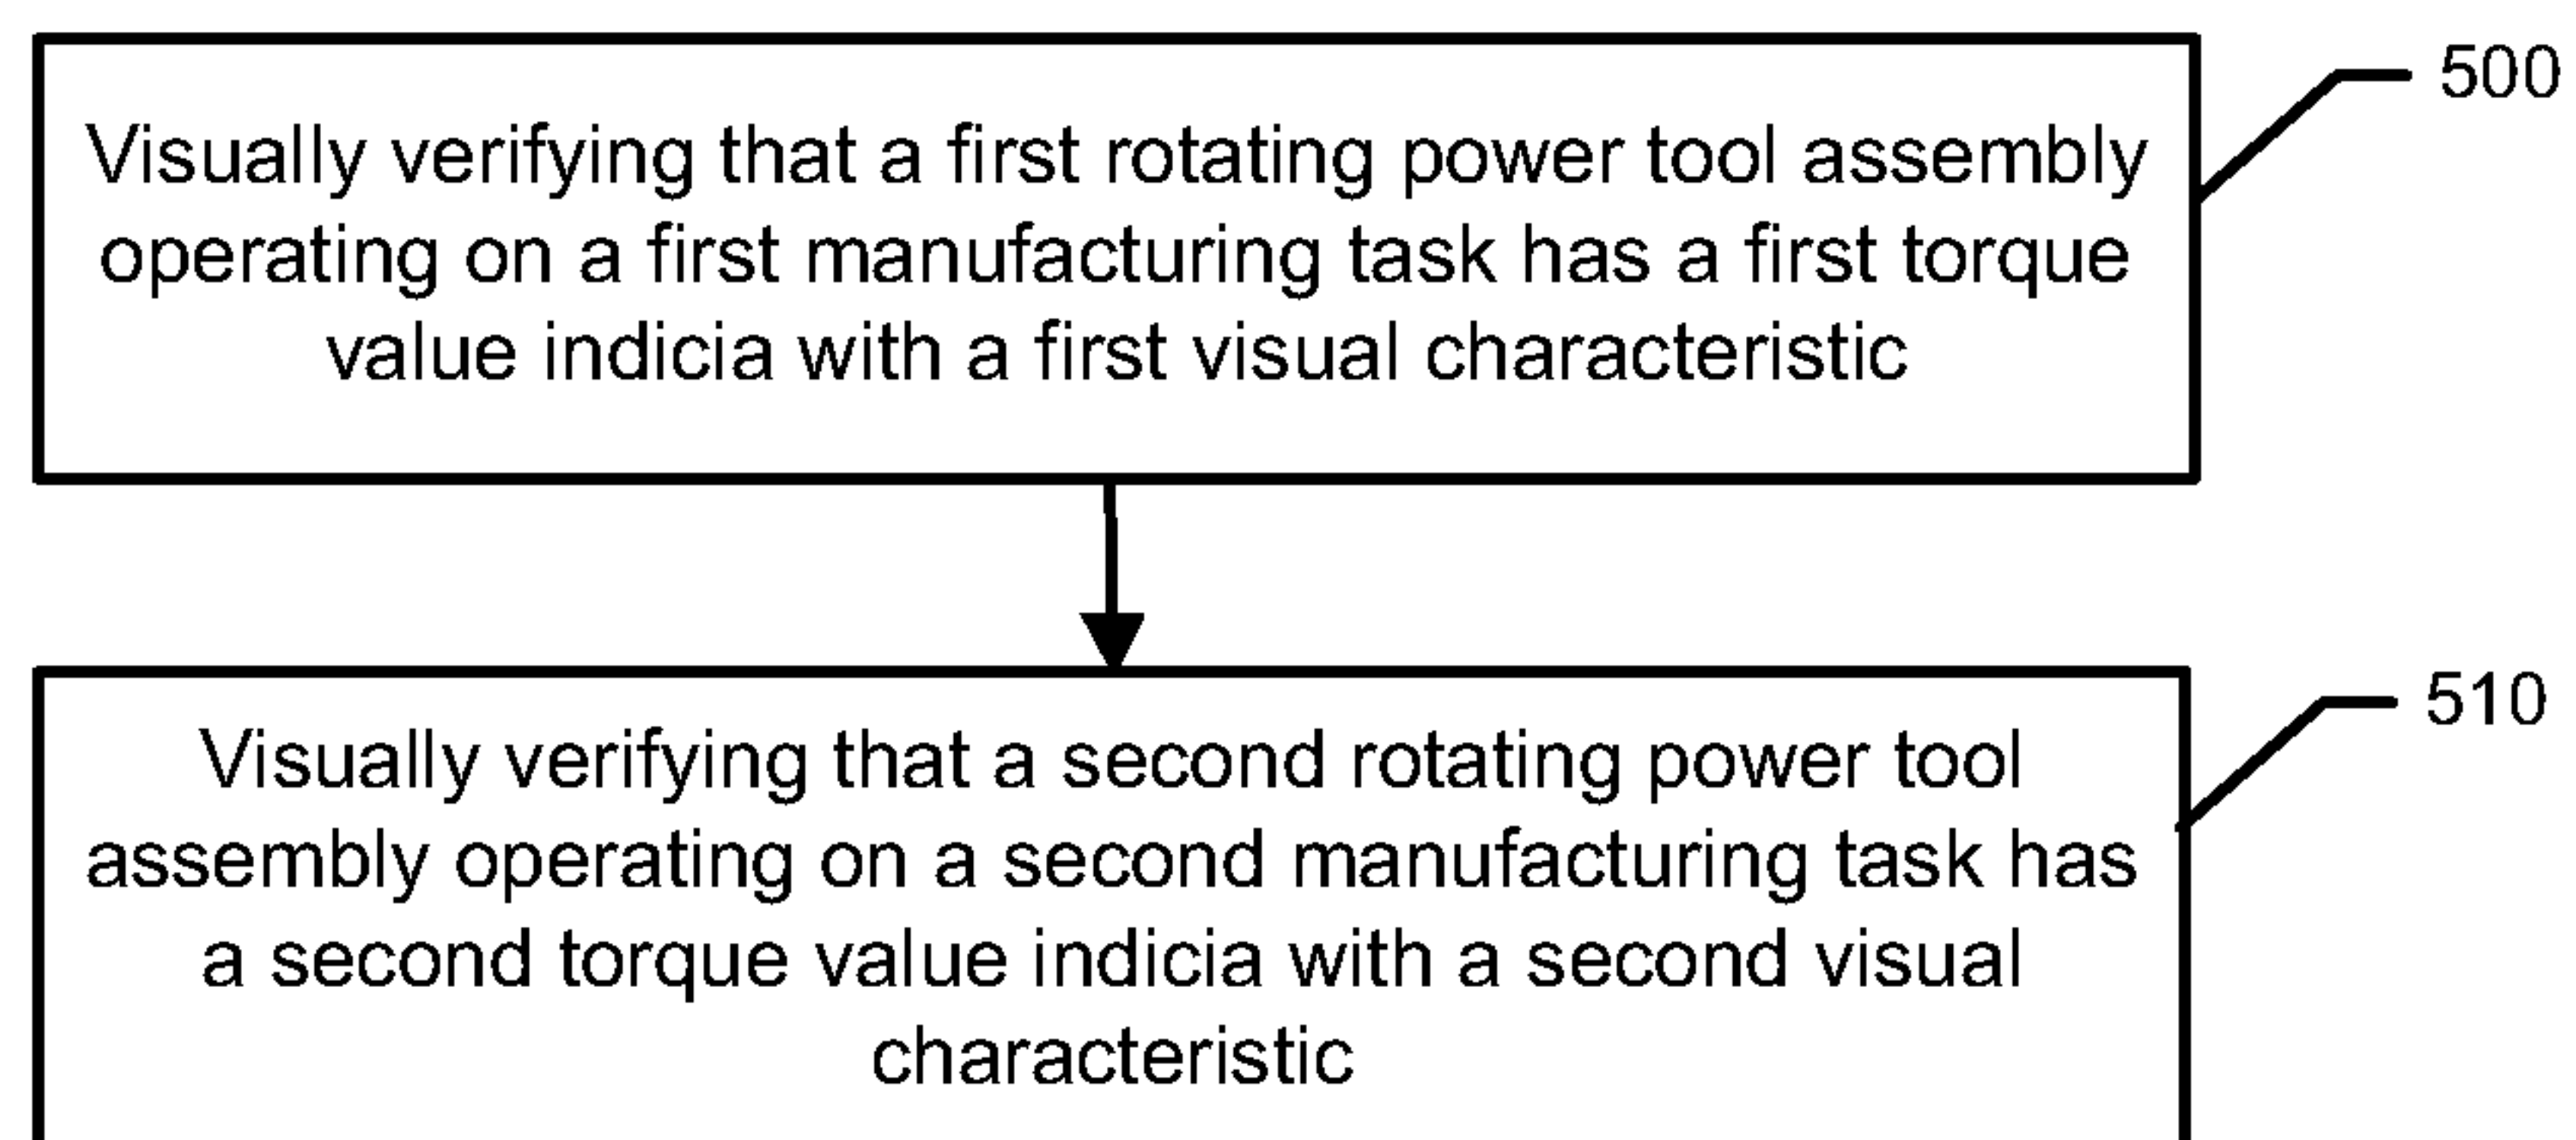 500
Visually verifying that a first rotating power tool assembly
operating on a first manufacturing task has a first torque
value indicia with a first visual characteristic
510
Visually verifying that a second rotating power tool
assembly operating on a second manufacturing task has
a second torque value indicia with a second visual
characteristic